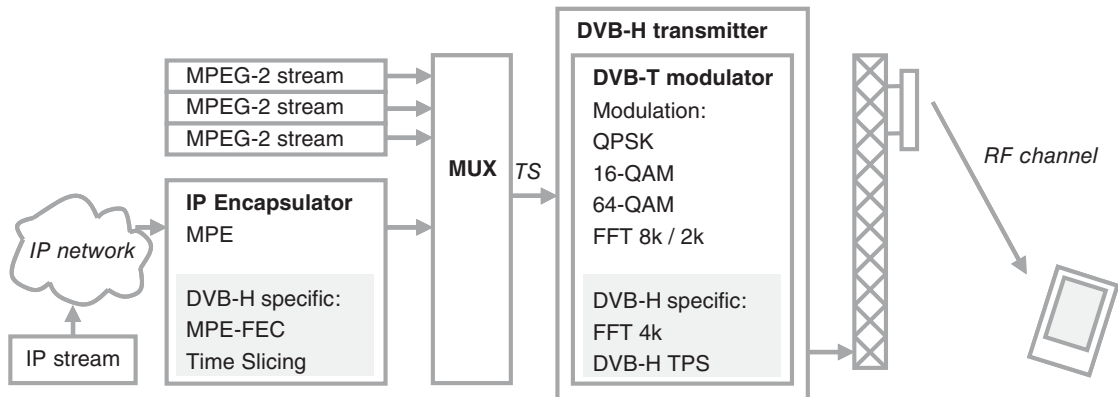 DVB-H transmitter
MPEG-2 stream
MPEG-2 stream
MPEG-2 stream
MUX
TS
DVB-T modulator
Modulation:
QPSK
16-QAM
64-QAM
FFT 8k / 2k
DVB-H specific:
FFT 4k
DVB-H TPS
RF channel
IP network
IP stream
IP Encapsulator
MPE
DVB-H specific:
MPE-FEC
Time Slicing